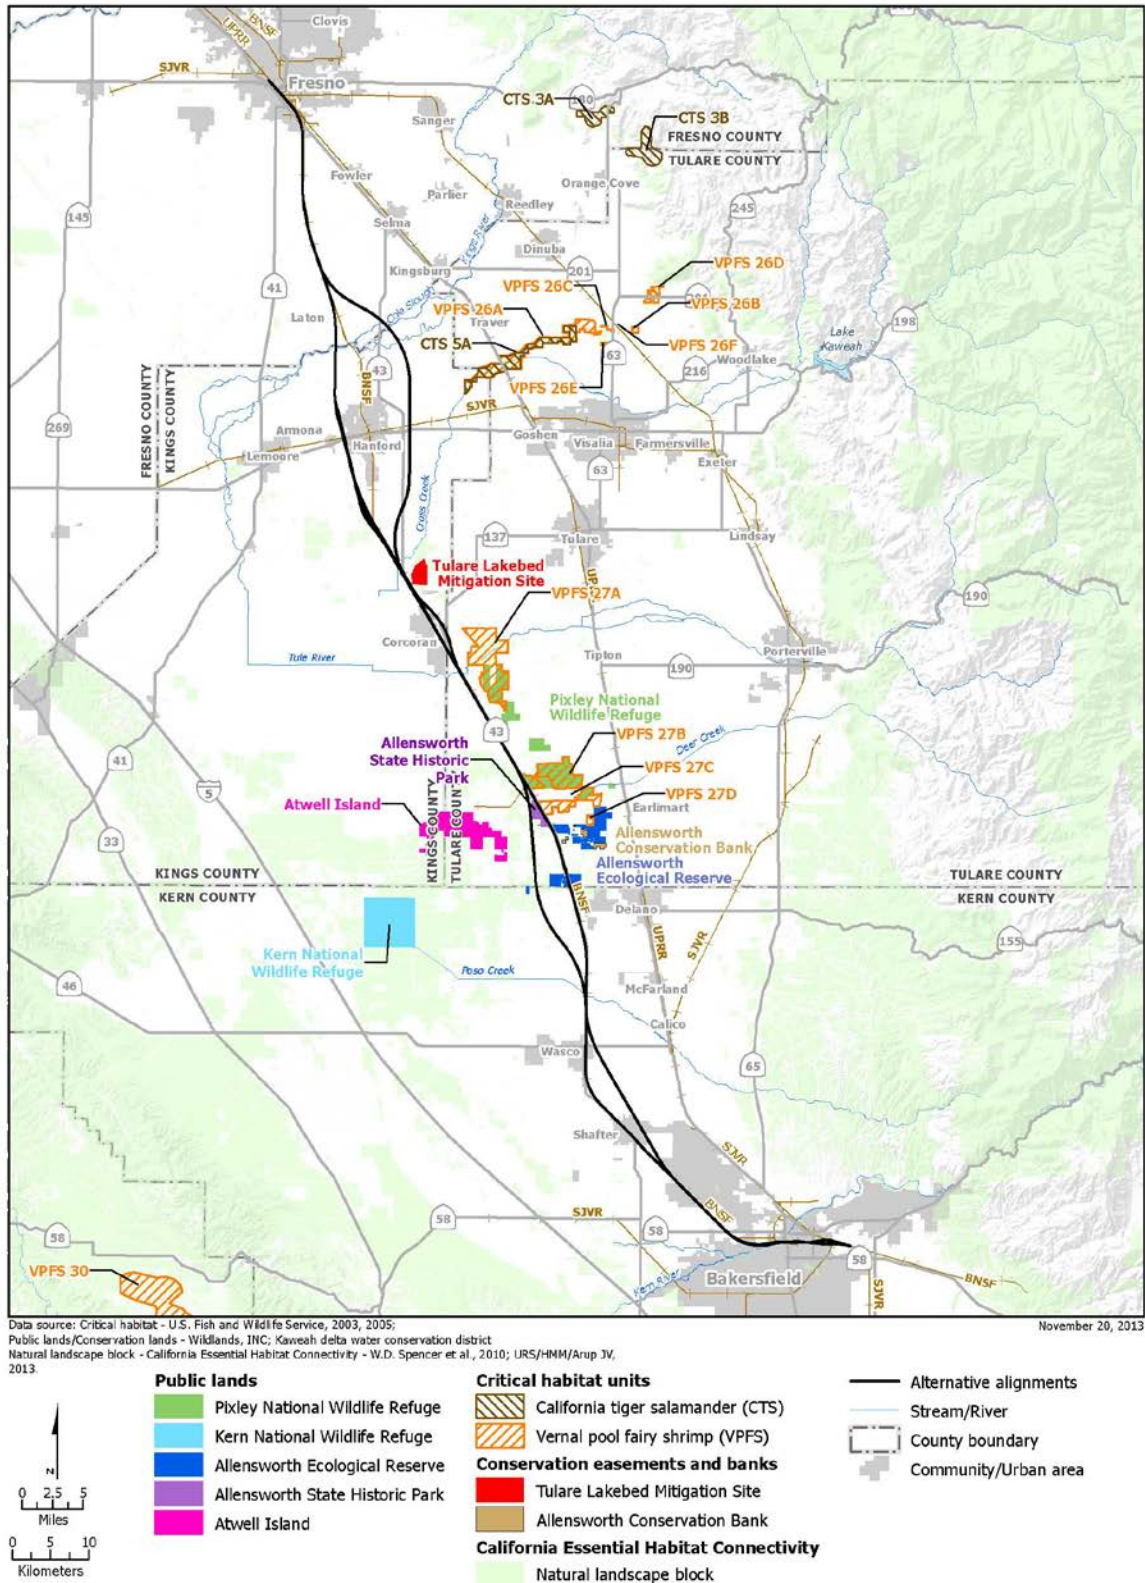 Clovis
BNSF
UPRR
SJVR
Fresno
CTS 3A
180
Sanger
CTS 3B
FRESNO COUNTY
TULARE COUNTY
Fowler
Parlier
Orange Cove
145
Selma
Reedley
245
Kings River
Dinuba
Kingsburg
201
VPFS 26D
41
VPFS 26C
Cole Slough
VPFS 26A
VPFS 26B
Laton
Traver
198
CTS 5A
VPFS 26F
Lake
Kaweah
43
63
Woodlake
BNSF
VPFS 26E
216
FRESNO COUNTY
KINGS COUNTY
SJVR
269
Armona
Hanford
Goshen
Visalia
Farmersville
Lemoore
Exeter
63
Cross Creek
137
Tulare
Lindsay
Tulare Lakebed
Mitigation Site
UPRR
VPFS 27A
190
Corcoran
Tule River
Tipton
Porterville
190
Pixley National
Wildlife Refuge
43
VPFS 27B
Deer Creek
Allensworth
State Historic
Park
41
VPFS 27C
5
VPFS 27D
Atwell Island
Earlimart
KINGS COUNTY
TULARE COUNTY
33
Allensworth
Conservation Bank
Allensworth
Ecological Reserve
KINGS COUNTY
KERN COUNTY
TULARE COUNTY
KERN COUNTY
BNSF
Delano
UPRR
SJVR
155
Kern National
Wildlife Refuge
Poso Creek
46
McFarland
Calico
Wasco
65
Shafter
SJVR
BNSF
SJVR
58
58
58
58
VPFS 30
Kern River
Bakersfield
SJVR
BNSF
Data source: Critical habitat - U.S. Fish and Wildlife Service, 2003, 2005;
November 20, 2013
Public lands/Conservation lands - Wildlands, INC; Kaweah delta water conservation district
Natural landscape block - California Essential Habitat Connectivity - W.D. Spencer et al., 2010; URS/HMM/Arup JV,
2013.
N
0 2.5 5
Miles
0 5 10
Kilometers
Public lands
Pixley National Wildlife Refuge
Kern National Wildlife Refuge
Allensworth Ecological Reserve
Allensworth State Historic Park
Atwell Island
Critical habitat units
California tiger salamander (CTS)
Vernal pool fairy shrimp (VPFS)
Conservation easements and banks
Tulare Lakebed Mitigation Site
Allensworth Conservation Bank
California Essential Habitat Connectivity
Natural landscape block
Alternative alignments
Stream/River
County boundary
Community/Urban area